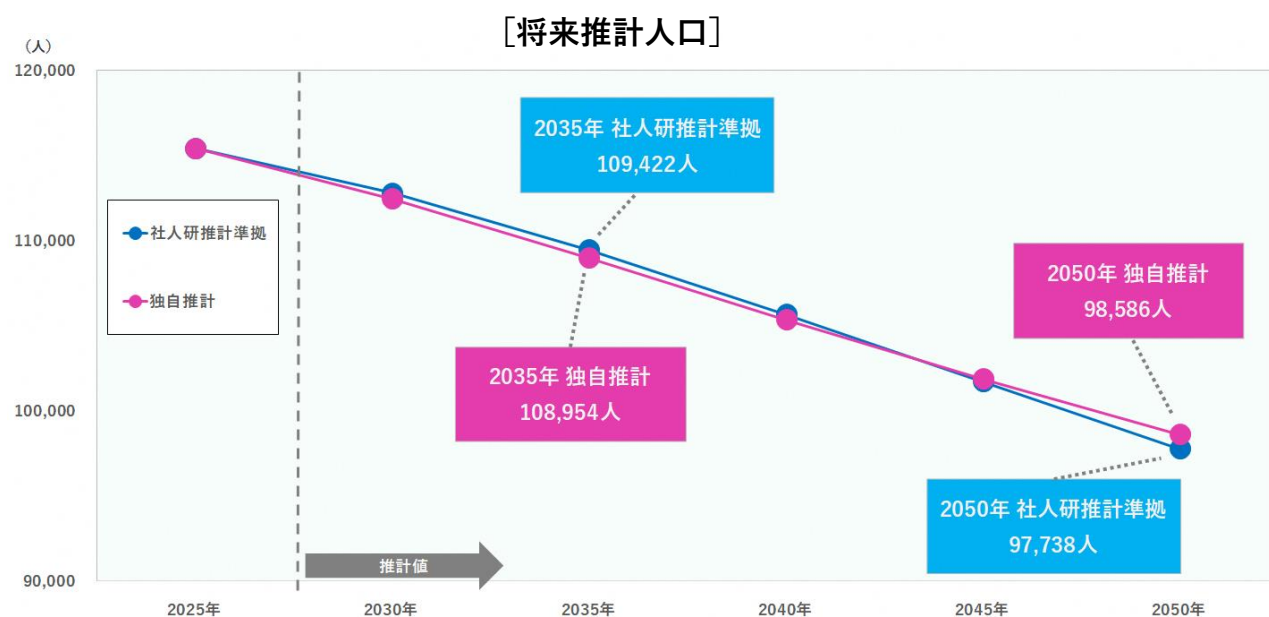 ［将来推計人口］
（人）
120,000
110,000
100,000
90,000
社人研推計準拠
独自推計
2035年 社人研推計準拠
109,422人
2035年 独自推計
108,954人
2050年 独自推計
98,586人
2050年 社人研推計準拠
97,738人
推計値
2025年
2030年
2035年
2040年
2045年
2050年